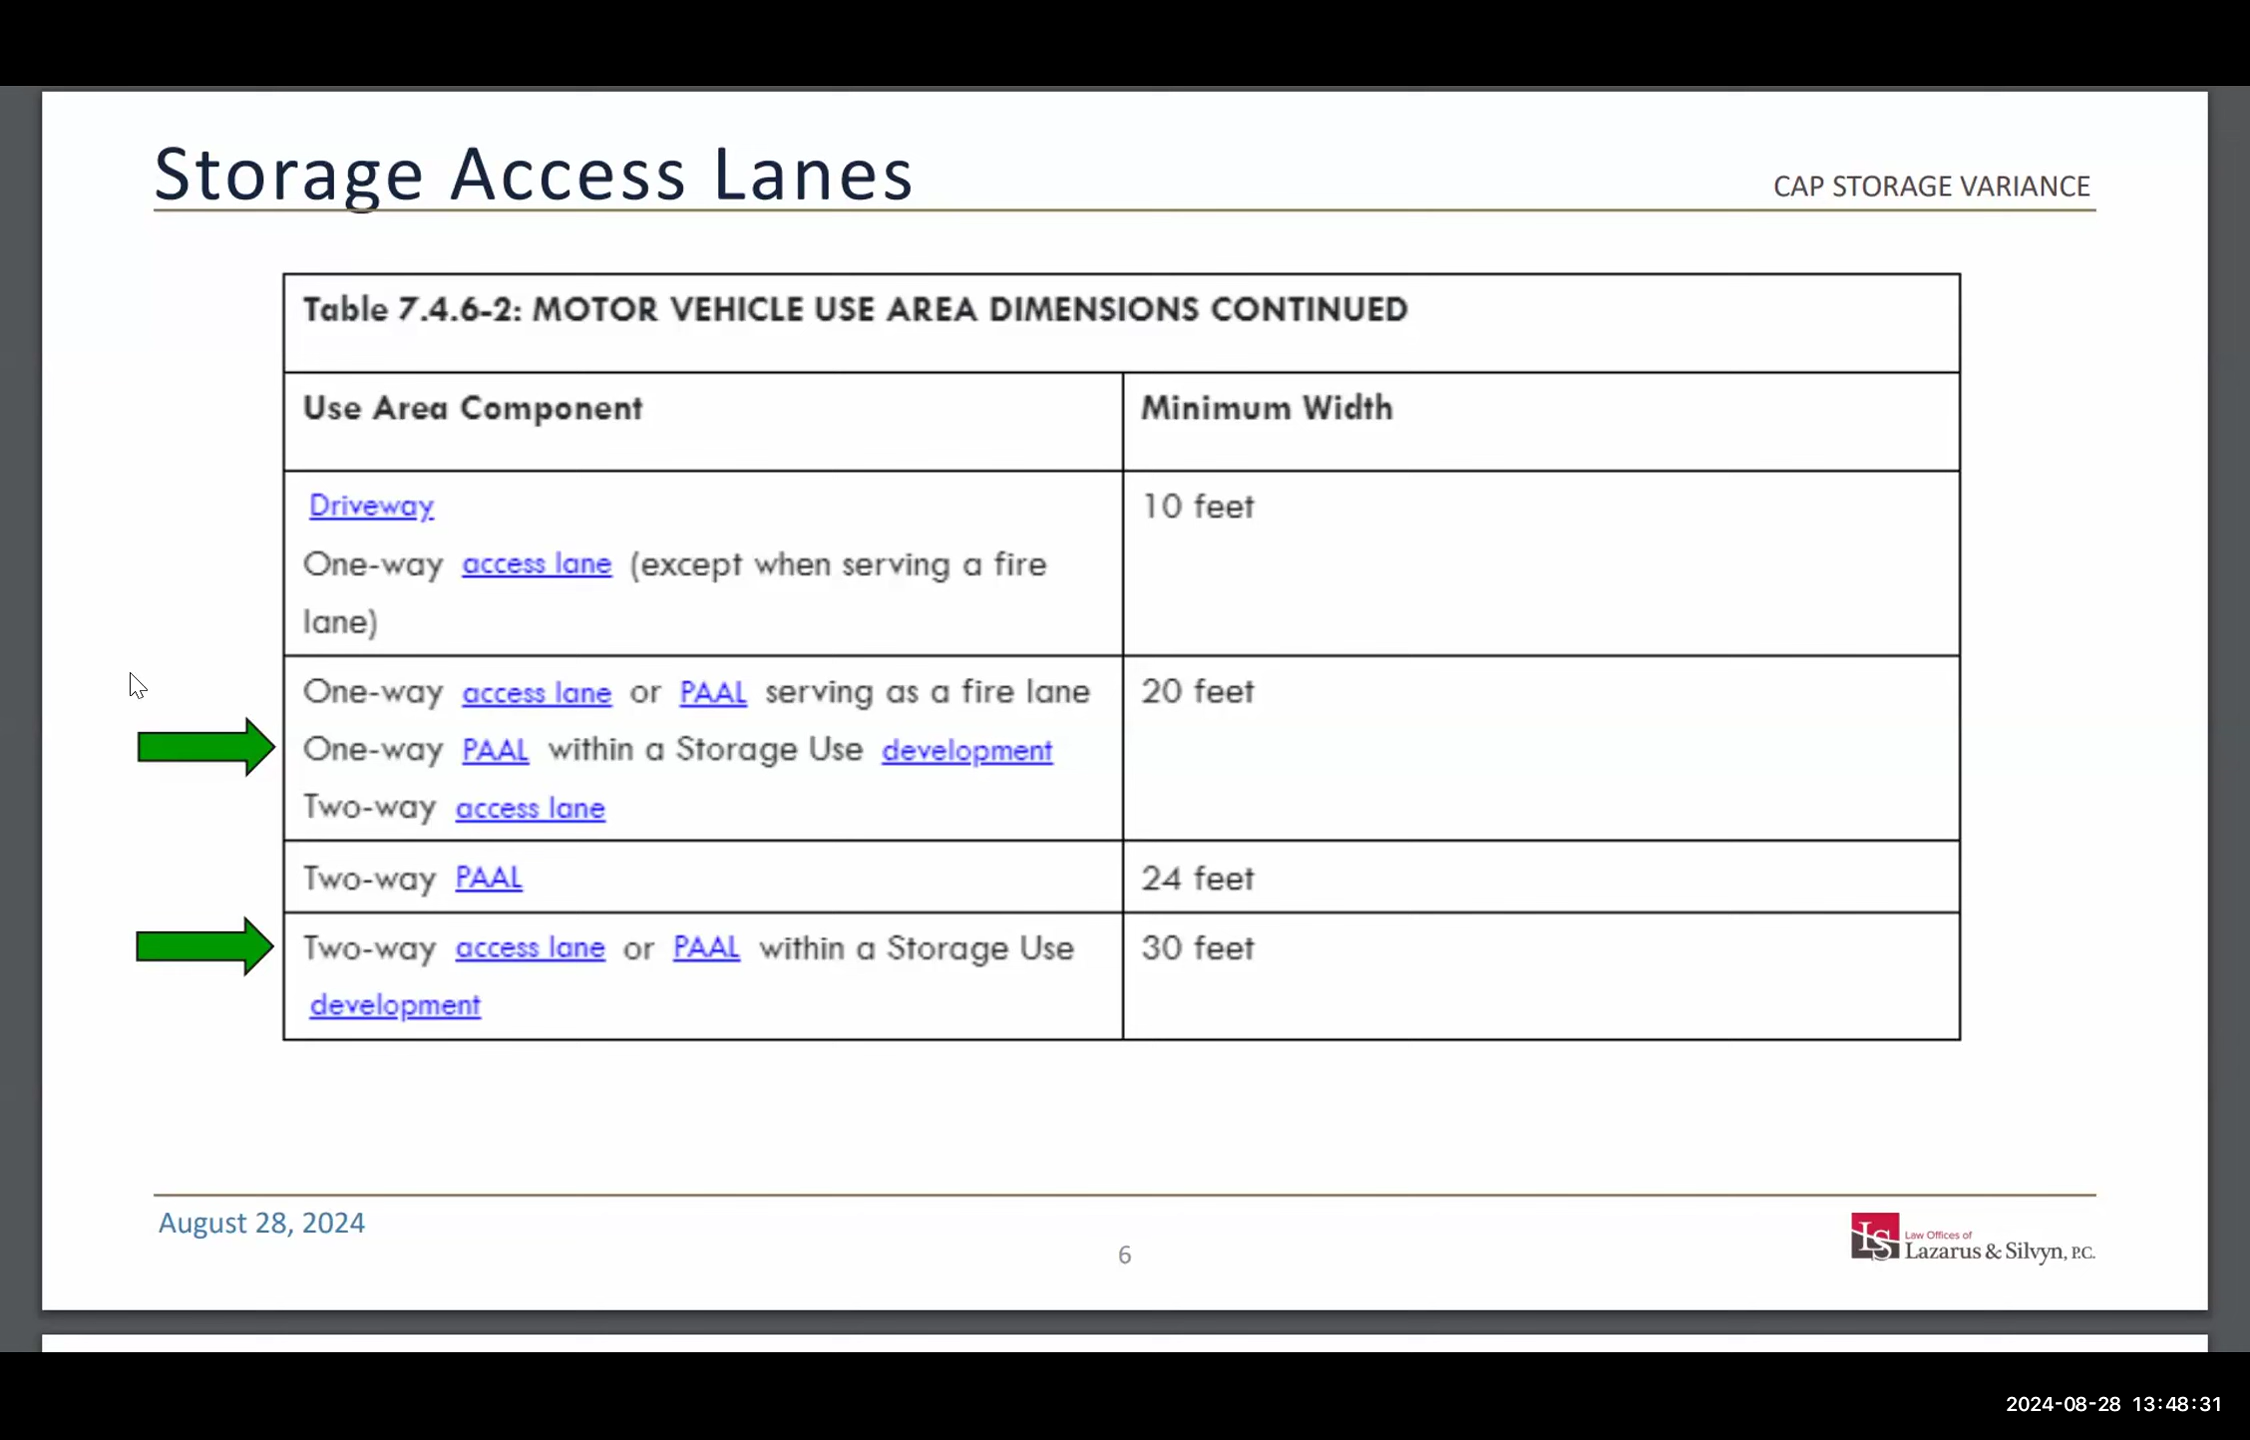 Storage Access Lanes
CAP STORAGE VARIANCE
Table 7.4.6-2: MOTOR VEHICLE USE AREA DIMENSIONS CONTINUED
Use Area Component
Minimum Width
Driveway
10 feet
One-way access lane (except when serving a fire
lane)
One-way access lane or PAAL serving as a fire lane
20 feet
One-way PAAL within a Storage Use development
Two-way access lane
Two-way PAAL
24 feet
Two-way access lane or PAAL within a Storage Use
30 feet
development
August 28, 2024
6
LS
Law Offices of
Lazarus & Silvyn, P.C.
2024-08-28 13:48:31